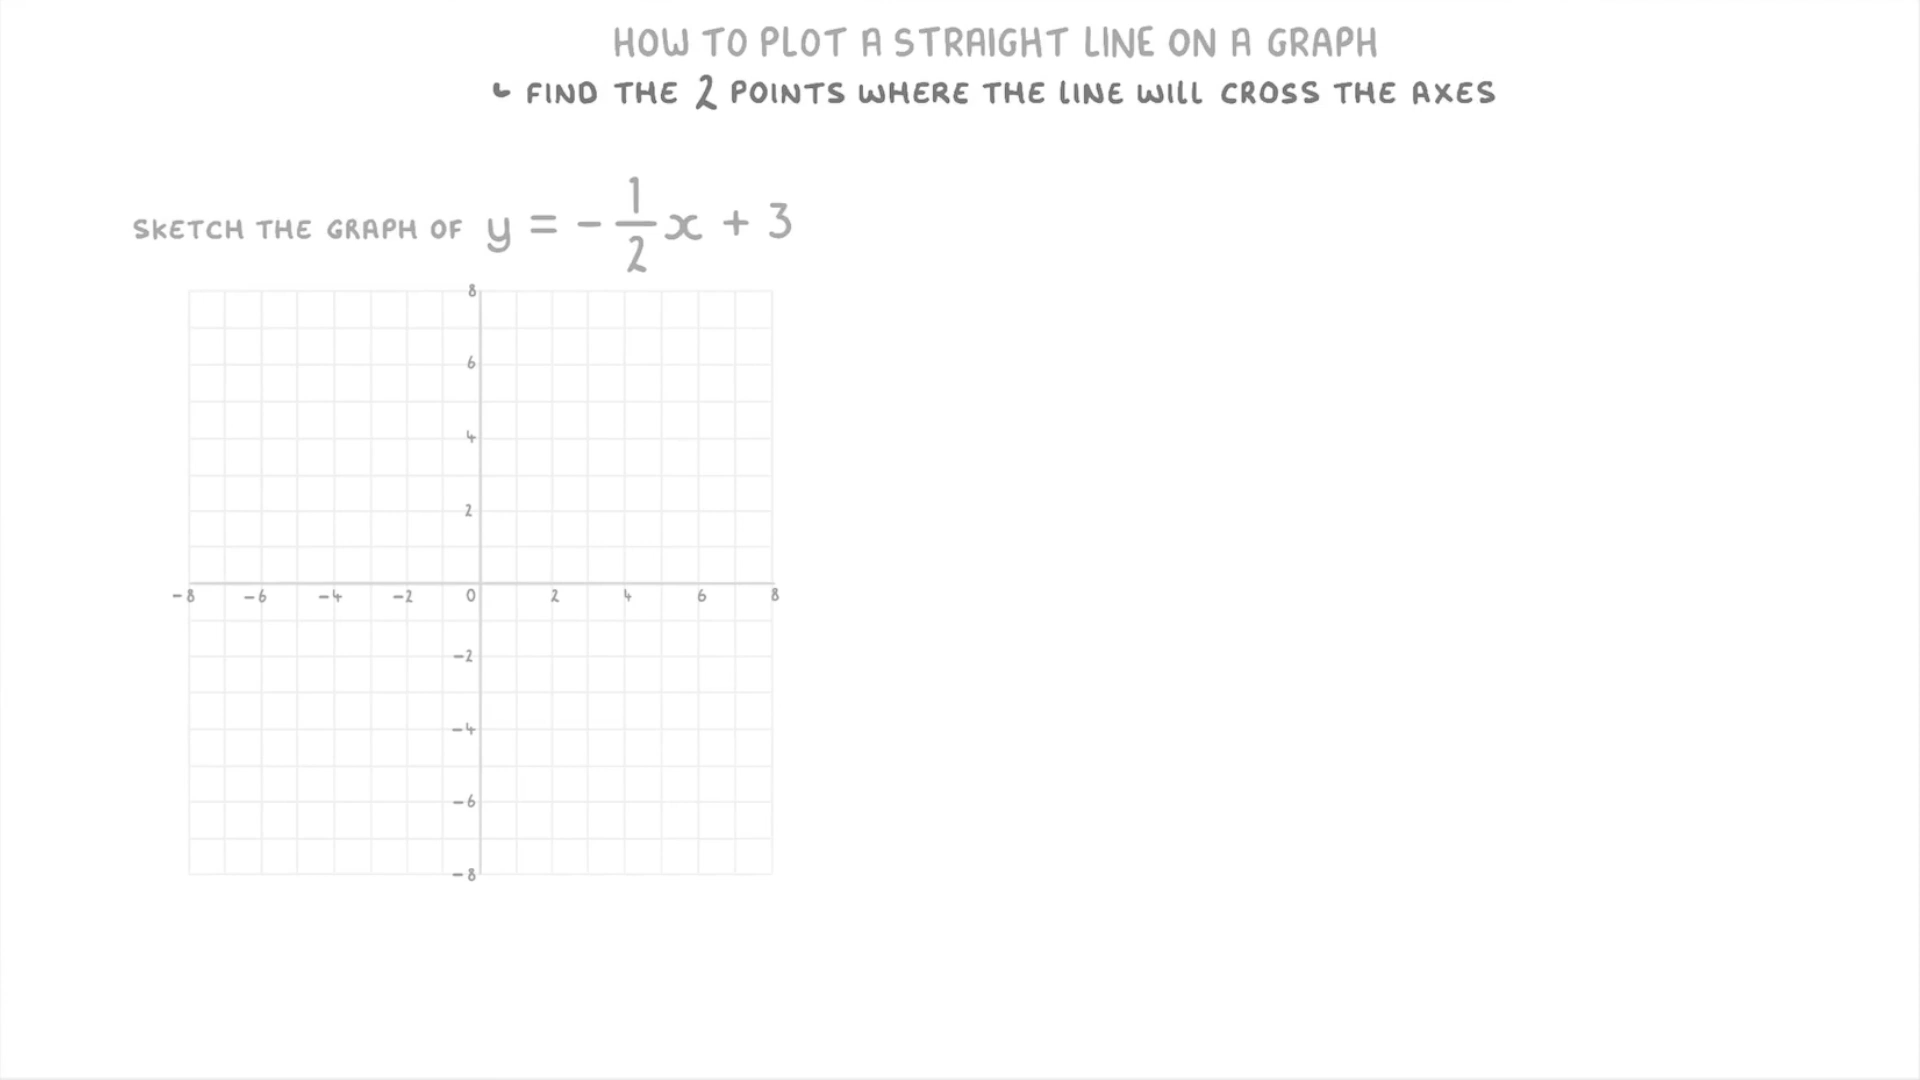 HOW TO PLOT A STRAIGHT LINE ON A GRAPH
↳ FIND THE 2 POINTS WHERE THE LINE WILL CROSS THE AXES
SKETCH THE GRAPH OF y = -1/2x + 3
8
6
4
2
-8 -6 -4 -2 0 2 4 6 8
-2
-4
-6
-8